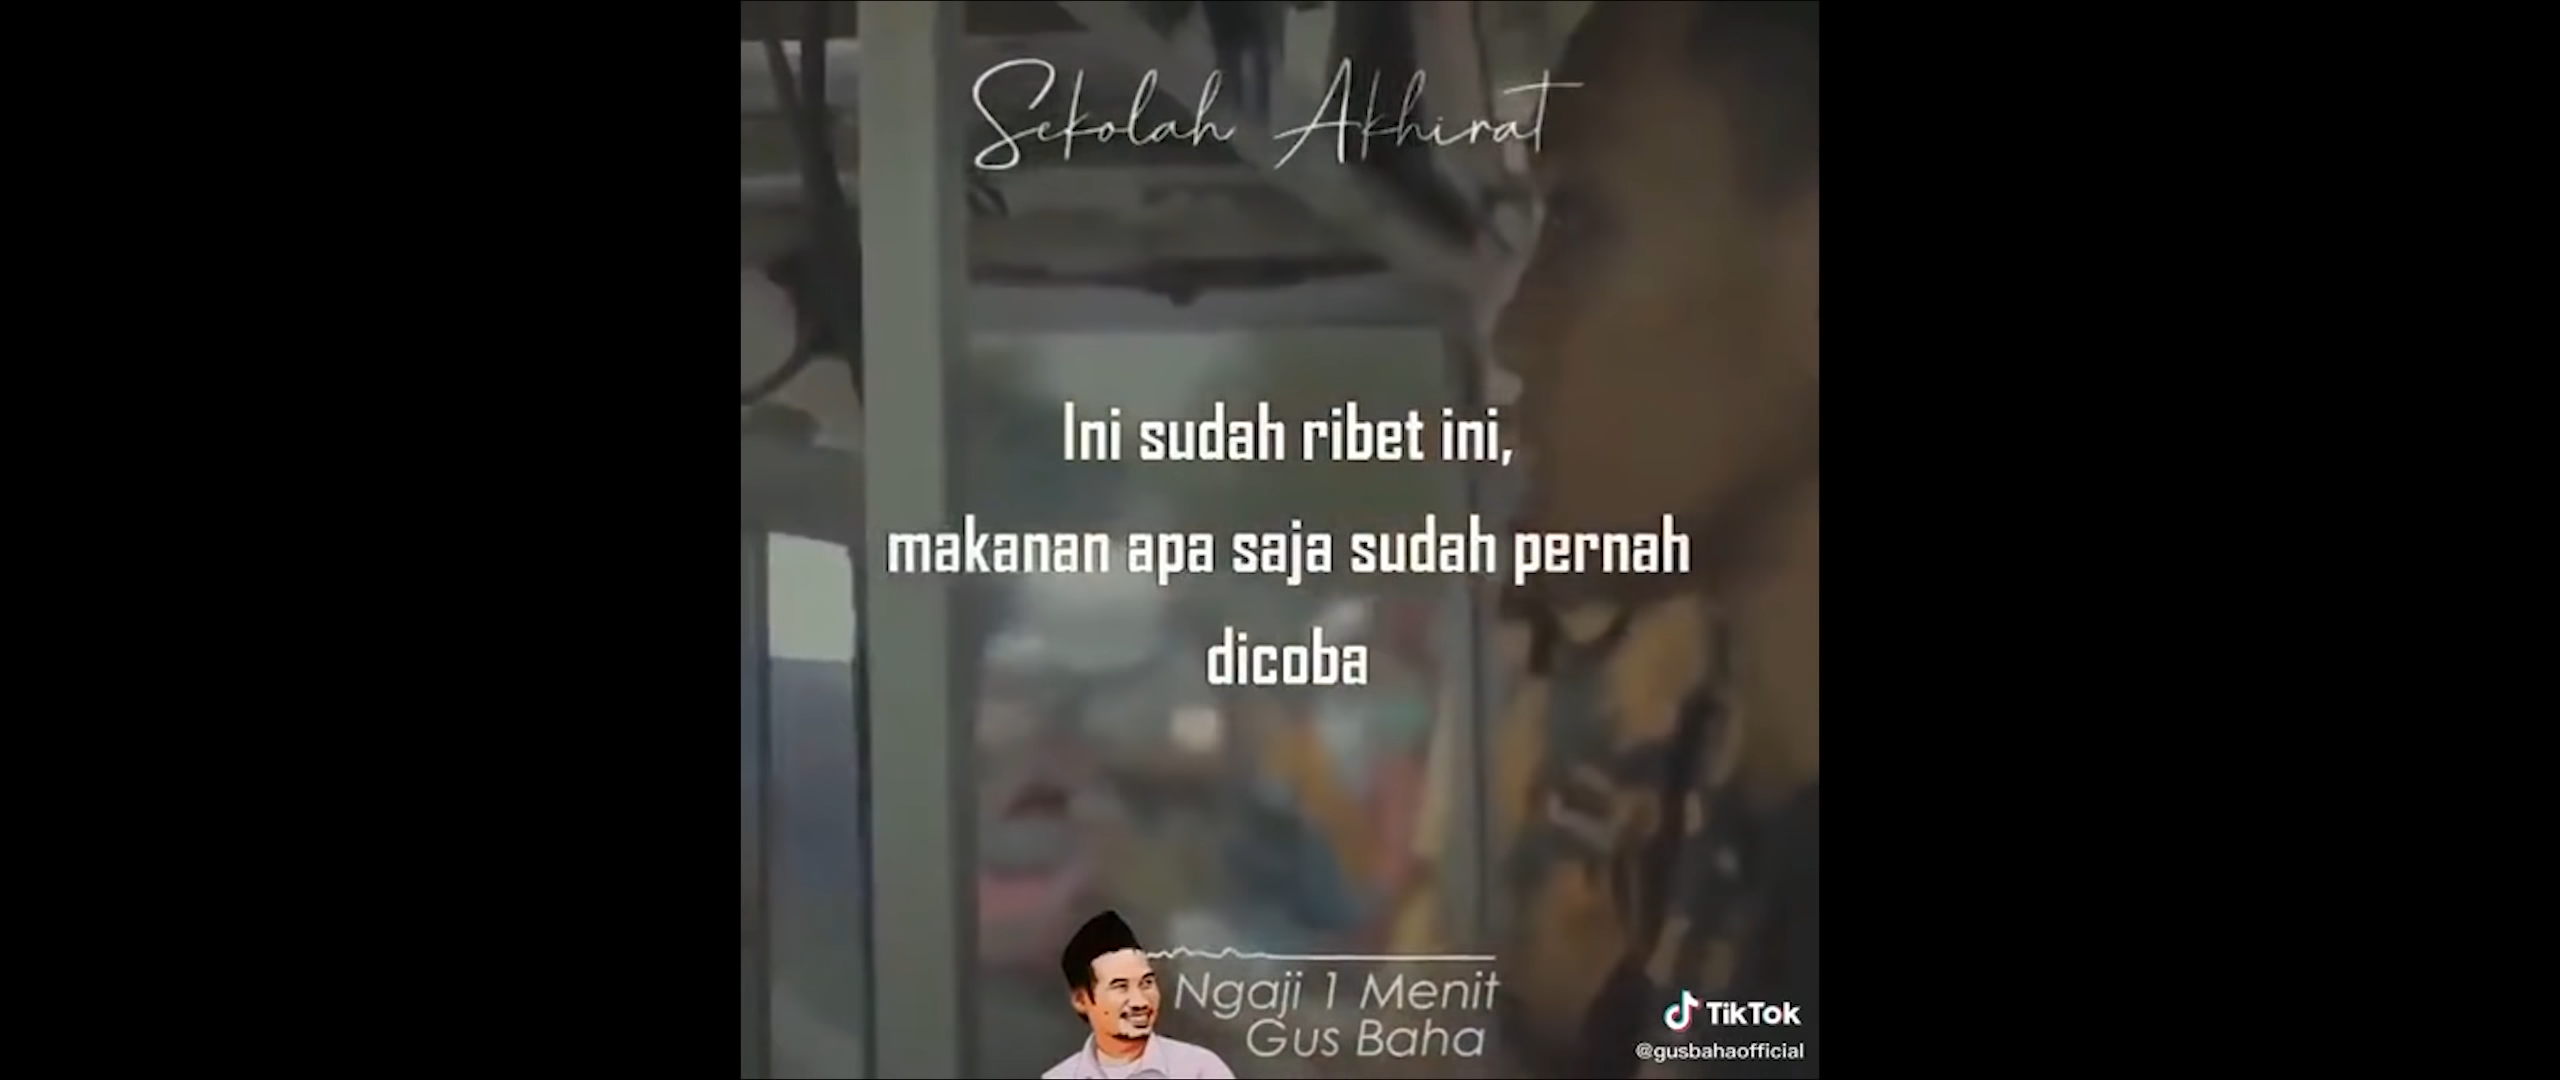 Sekolah Akhirat
Ini sudah ribet ini,
makanan apa saja sudah pernah
dicoba
Ngaji 1 Menit
Gus Baha
TikTok
@gusbahaofficial